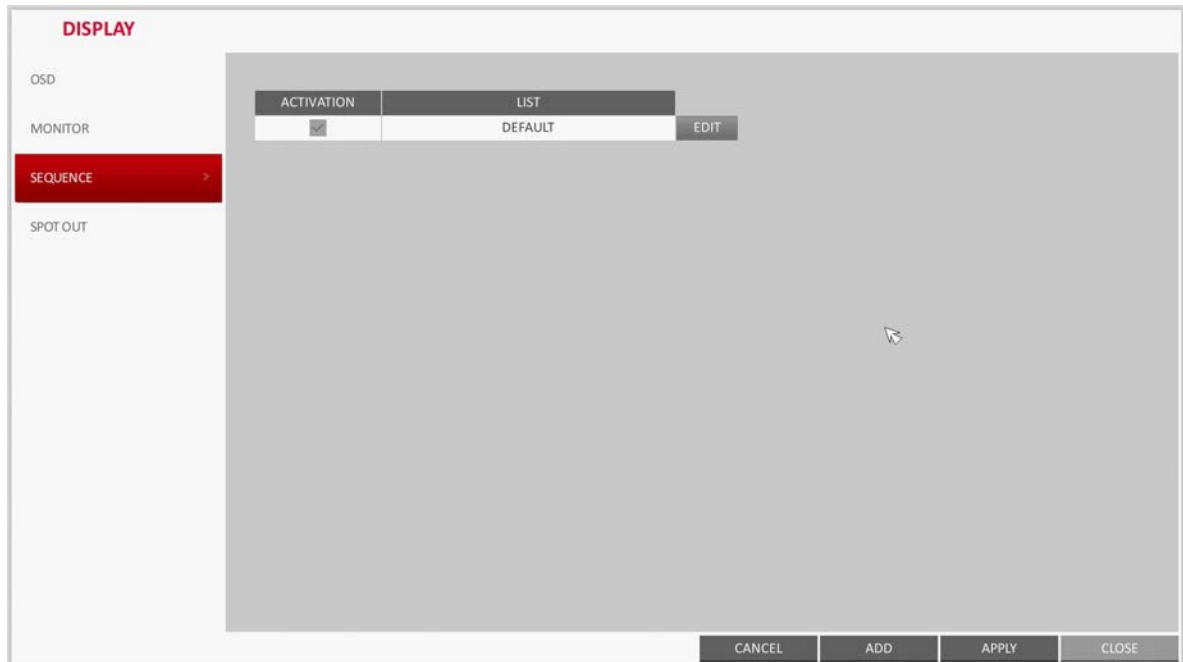 DISPLAY
OSD
MONITOR
SEQUENCE >
SPOT OUT
ACTIVATION LIST
DEFAULT EDIT
CANCEL ADD APPLY CLOSE